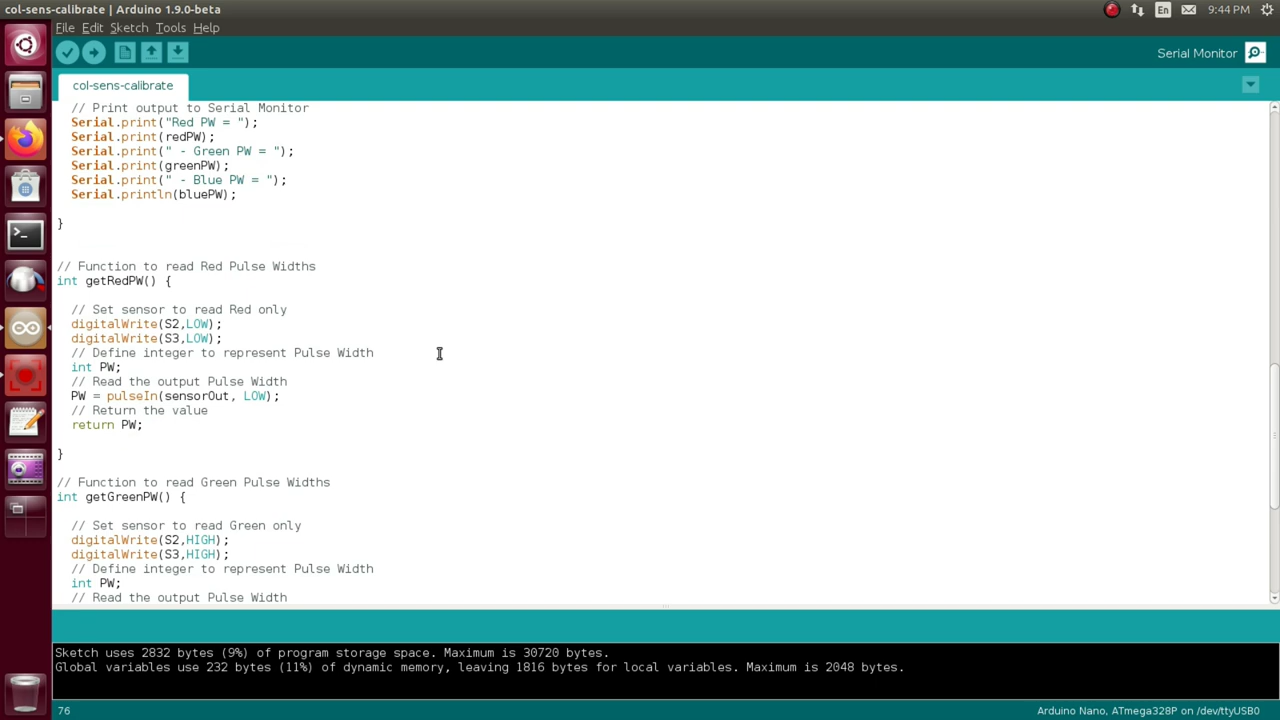 col-sens-calibrate | Arduino 1.9.0-beta
En
9:44 PM
File Edit Sketch Tools Help
Serial Monitor
col-sens-calibrate
// Print output to Serial Monitor
Serial.print("Red PW = ");
Serial.print(redPW);
Serial.print(" - Green PW = ");
Serial.print(greenPW);
Serial.print(" - Blue PW = ");
Serial.println(bluePW);
}
// Function to read Red Pulse Widths
int getRedPW() {
// Set sensor to read Red only
digitalWrite(S2,LOW);
digitalWrite(S3,LOW);
// Define integer to represent Pulse Width
int PW;
// Read the output Pulse Width
PW = pulseIn(sensorOut, LOW);
// Return the value
return PW;
}
// Function to read Green Pulse Widths
int getGreenPW() {
// Set sensor to read Green only
digitalWrite(S2,HIGH);
digitalWrite(S3,HIGH);
// Define integer to represent Pulse Width
int PW;
// Read the output Pulse Width
Sketch uses 2832 bytes (9%) of program storage space. Maximum is 30720 bytes.
Global variables use 232 bytes (11%) of dynamic memory, leaving 1816 bytes for local variables. Maximum is 2048 bytes.
76
Arduino Nano, ATmega328P on /dev/ttyUSB0